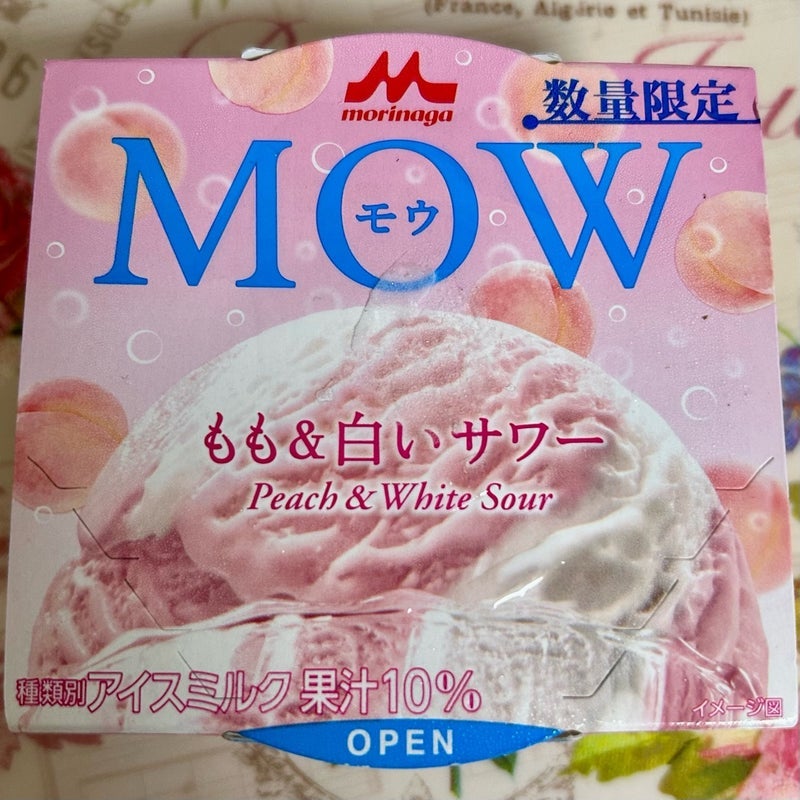 (France, Algérie et Tunisie)
morinaga
数量限定
MOW
モウ
もも&白いサワー
Peach & White Sour
種類別アイスミルク 果汁10%
イメージ図
OPEN